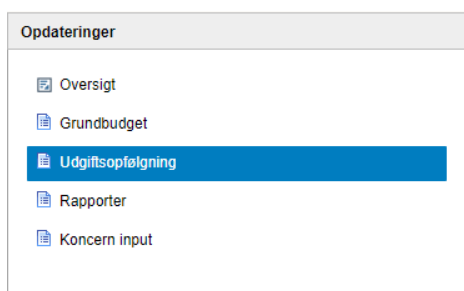 Opdateringer
Oversigt
Grundbudget
Udgiftsopfølgning
Rapporter
Koncern input